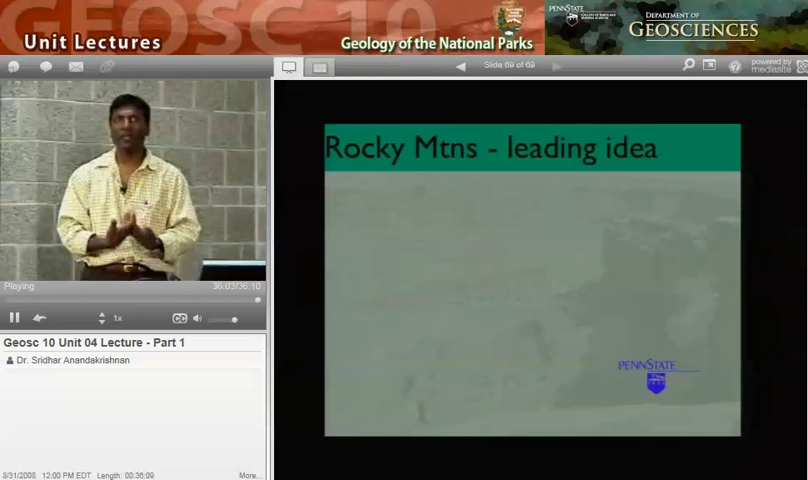 GEOSC 10
Unit Lectures
Geology of the National Parks
PENNSTATE
DEPARTMENT OF
GEOSCIENCES
Slide 69 of 69
powered by
mediasite
Rocky Mtns - leading idea
PENNSTATE
Playing
36:03/36:10
1x
CC
Geosc 10 Unit 04 Lecture - Part 1
Dr. Sridhar Anandakrishnan
8/31/2008 12:00 PM EDT Length: 00:36:09
More...